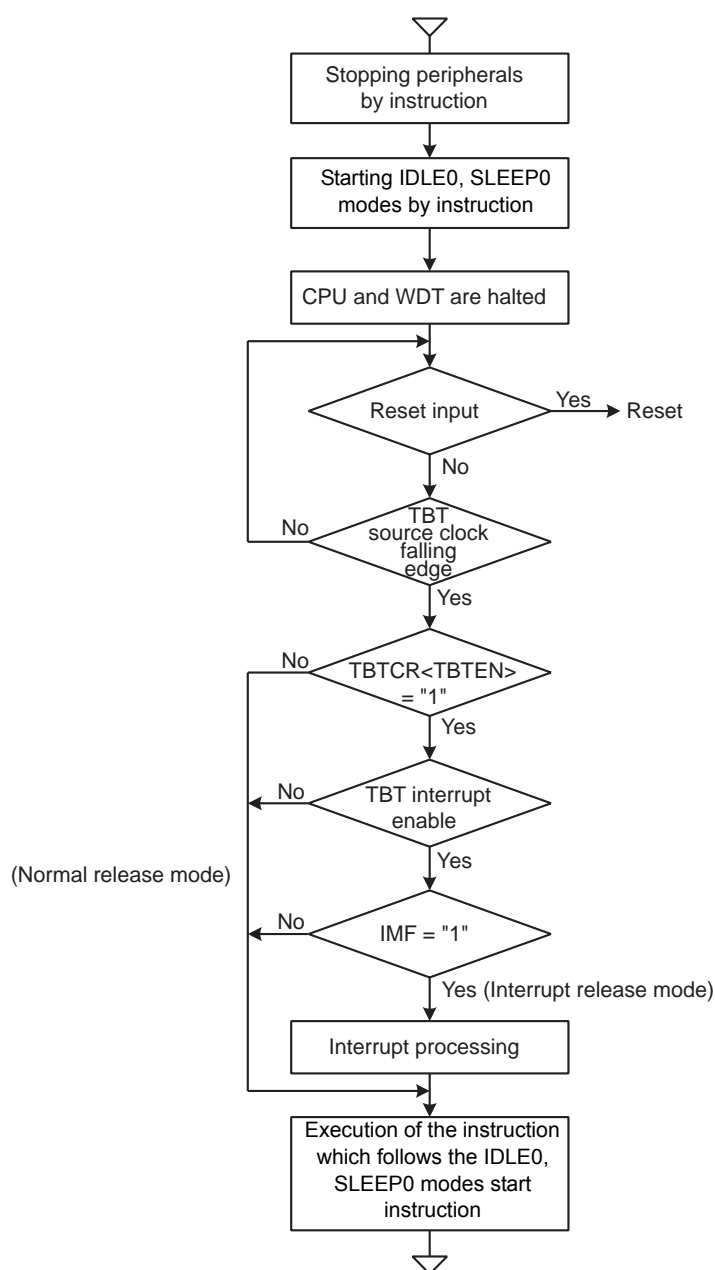 Stopping peripherals
by instruction
Starting IDLE0, SLEEP0
modes by instruction
CPU and WDT are halted
Reset input
Yes
Reset
No
No
TBT
source clock
falling
edge
Yes
No
TBTCR<TBTEN>
= "1"
Yes
No
TBT interrupt
enable
Yes
(Normal release mode)
No
IMF = "1"
Yes (Interrupt release mode)
Interrupt processing
Execution of the instruction
which follows the IDLE0,
SLEEP0 modes start
instruction